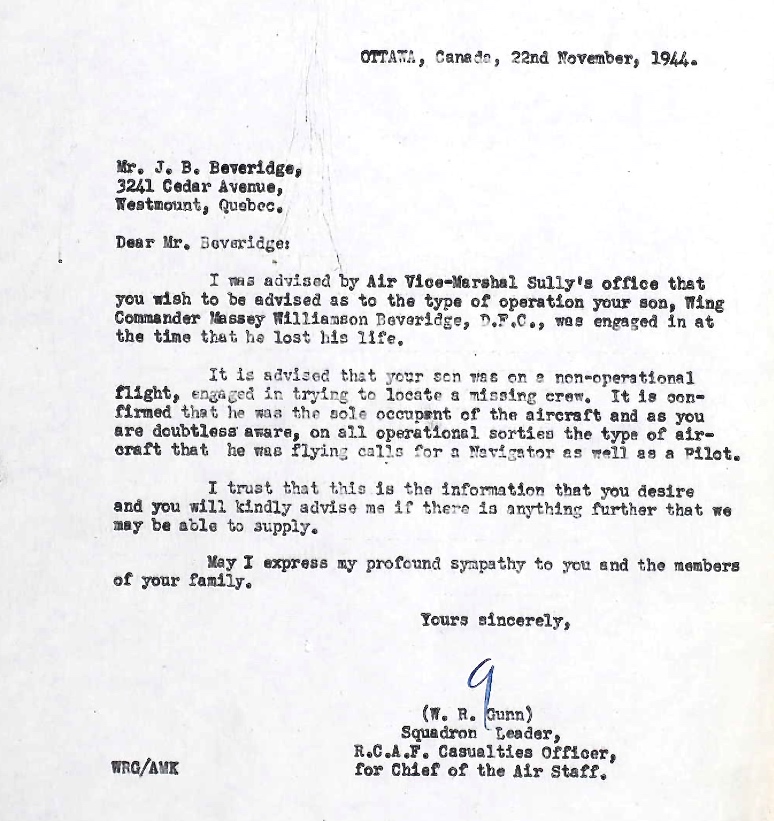 OTTAWA, Canada, 22nd November, 1944.
Mr. J. B. Beveridge,
3241 Cedar Avenue,
Westmount, Quebec.
Dear Mr. Beveridge:
I was advised by Air Vice-Marshal Sully's office that
you wish to be advised as to the type of operation your son, Wing
Commander Massey Williamson Beveridge, D.F.C., was engaged in at
the time that he lost his life.
It is advised that your son was on a non-operational
flight, engaged in trying to locate a missing crew. It is con-
firmed that he was the sole occupant of the aircraft and as you
are doubtless aware, on all operational sorties the type of air-
craft that he was flying calls for a Navigator as well as a Pilot.
I trust that this is the information that you desire
and you will kindly advise me if there is anything further that we
may be able to supply.
May I express my profound sympathy to you and the members
of your family.
Yours sincerely,
(W. R. Gunn)
Squadron Leader,
R.C.A.F. Casualties Officer,
for Chief of the Air Staff.
WRG/AMK